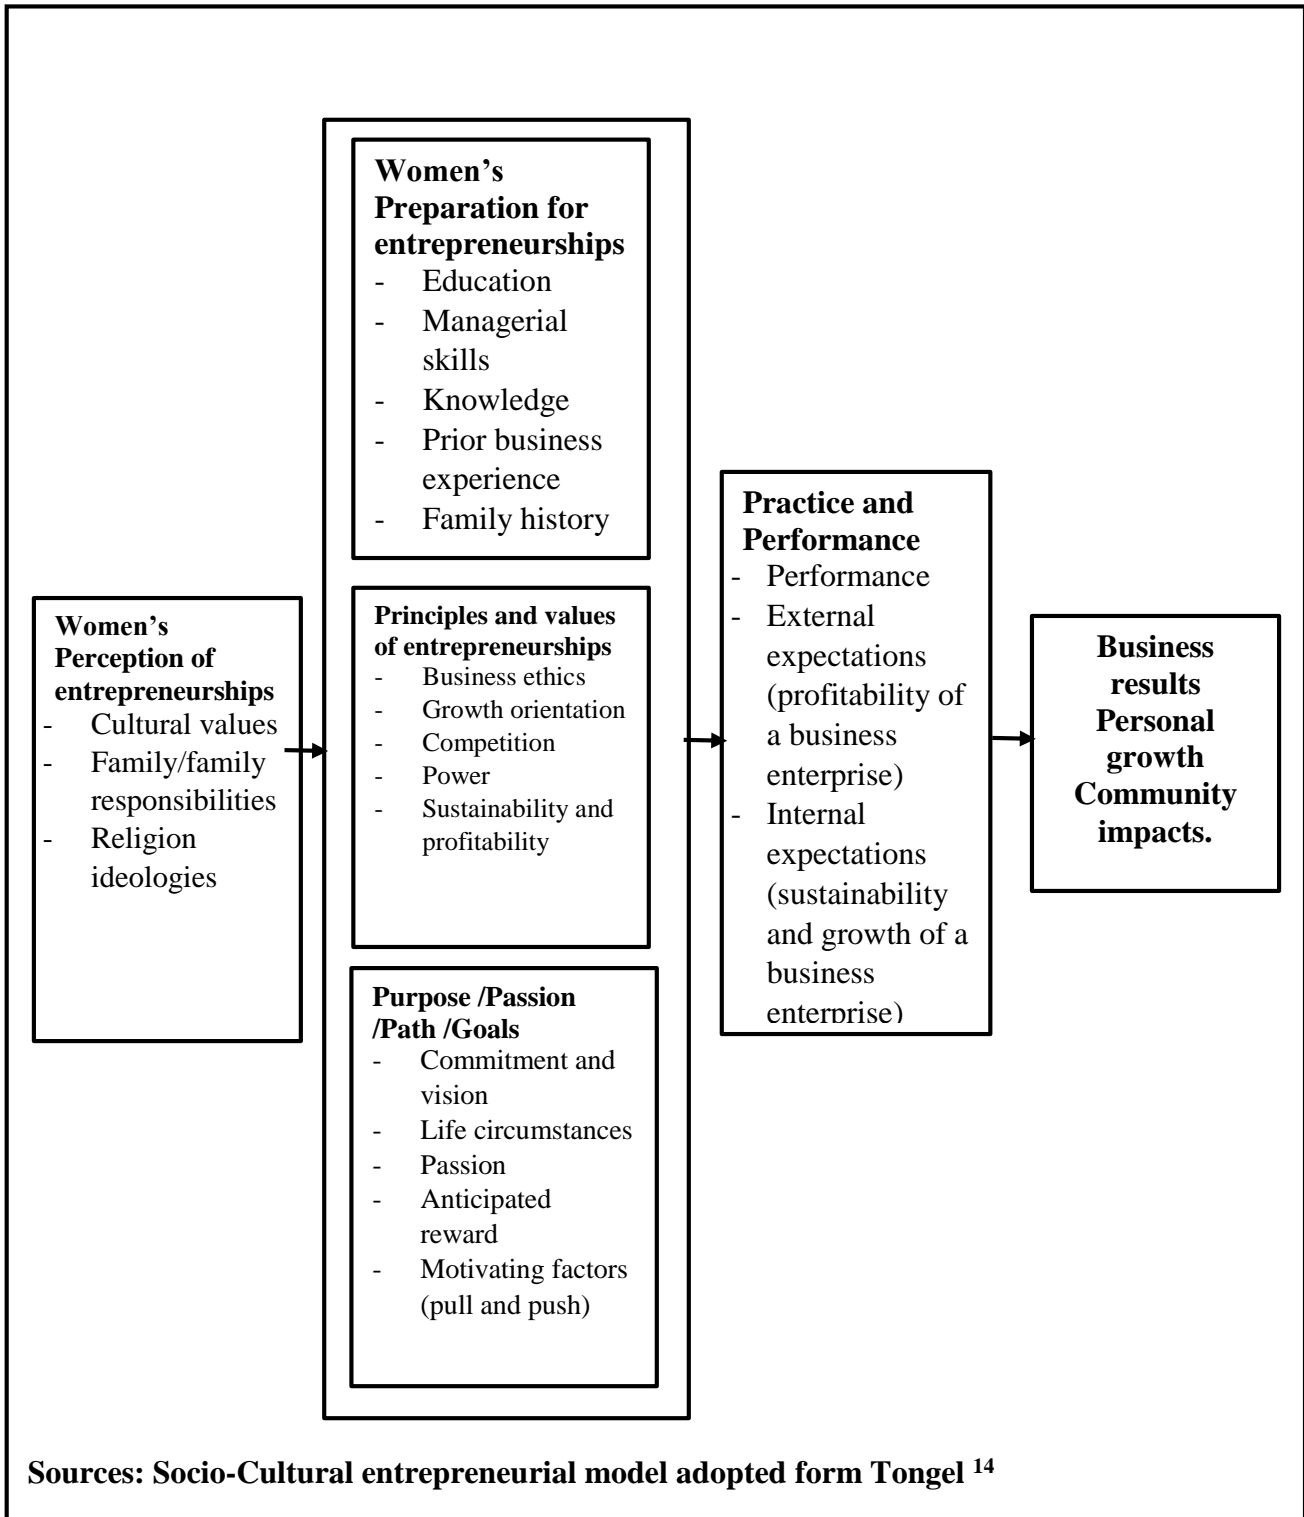 Women's
Perception of
entrepreneurships
- Cultural values
- Family/family
responsibilities
- Religion
ideologies
Women's
Preparation for
entrepreneurships
- Education
- Managerial
skills
- Knowledge
- Prior business
experience
- Family history
Principles and values
of entrepreneurships
- Business ethics
- Growth orientation
- Competition
- Power
- Sustainability and
profitability
Purpose /Passion
/Path /Goals
- Commitment and
vision
- Life circumstances
- Passion
- Anticipated
reward
- Motivating factors
(pull and push)
Practice and
Performance
- Performance
- External
expectations
(profitability of
a business
enterprise)
- Internal
expectations
(sustainability
and growth of a
business
enterprise)
Business
results
Personal
growth
Community
impacts.
Sources: Socio-Cultural entrepreneurial model adopted form Tongel 14